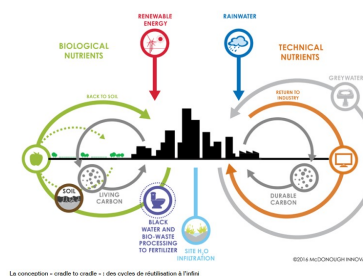 RENEWABLE
ENERGY
RAINWATER
BIOLOGICAL
NUTRIENTS
TECHNICAL
NUTRIENTS
GREYWATER
BACK TO SOIL
RETURN TO
INDUSTRY
SOIL
LIVING
CARBON
DURABLE
CARBON
BLACK
WATER AND
BIO-WASTE
PROCESSING
TO FERTILIZER
SITE H2O
INFILTRATION
©2016 McDONOUGH INNOV
La conception « cradle to cradle » : des cycles de réutilisation à l'infini